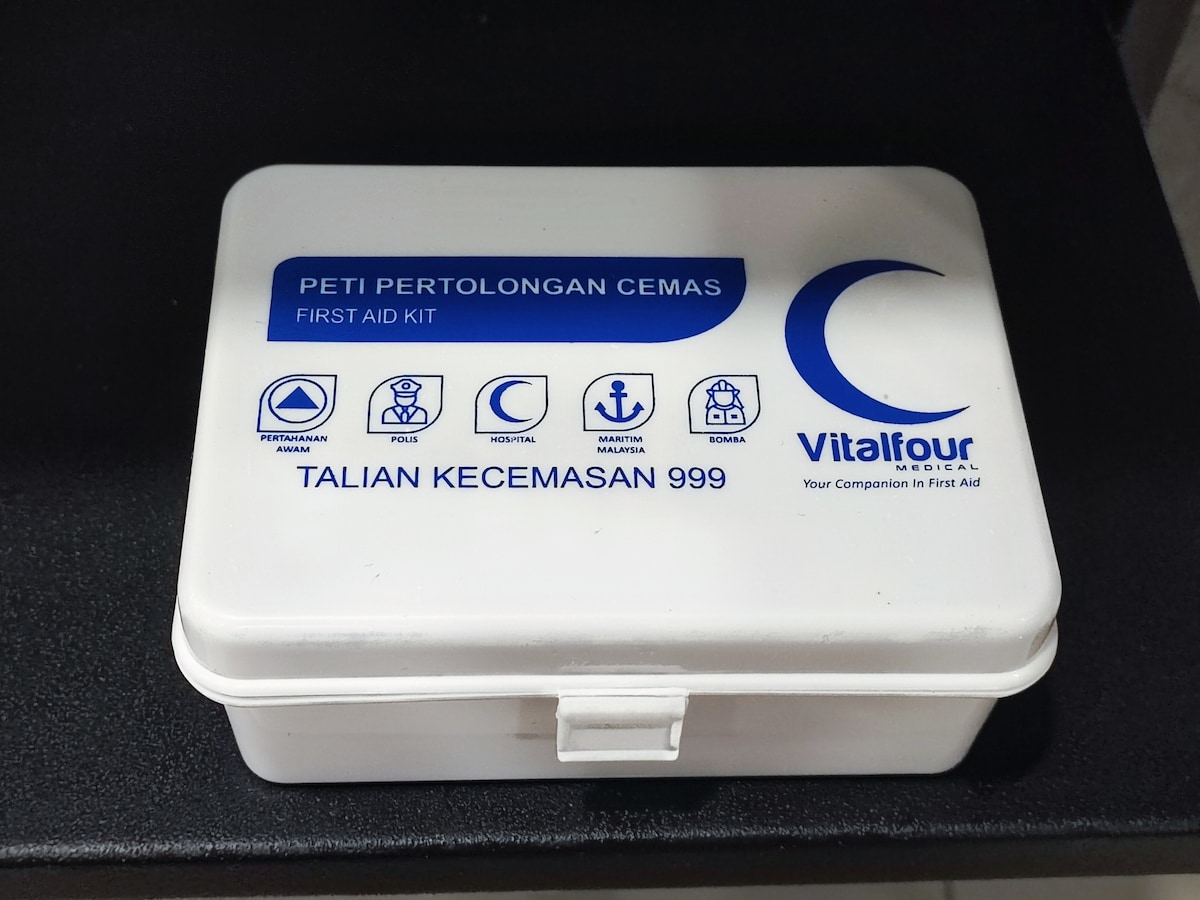 PETI PERTOLONGAN CEMAS
FIRST AID KIT
PERTAHANAN
AWAM
POLIS
HOSPITAL
MARITIM
MALAYSIA
BOMBA
TALIAN KECEMASAN 999
Vitalfour
MEDICAL
Your Companion In First Aid